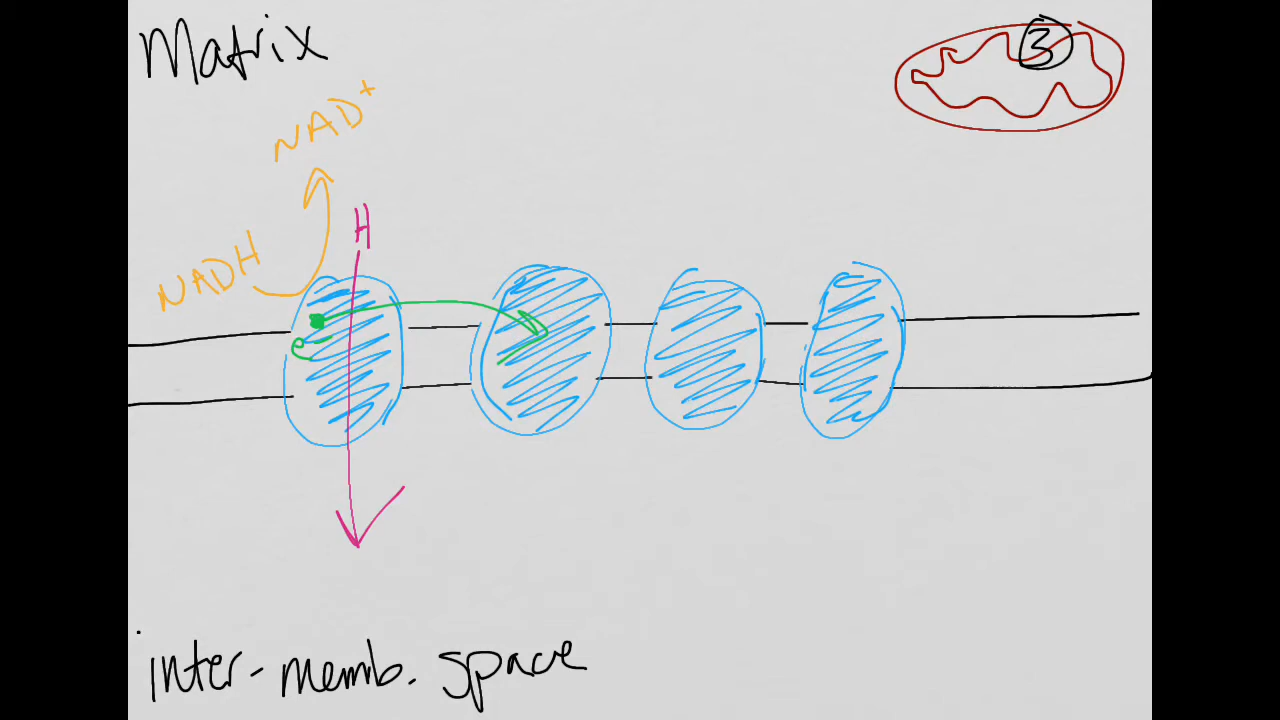 Matrix
3
NAD+
H
NADH
e-
inter-memb. space